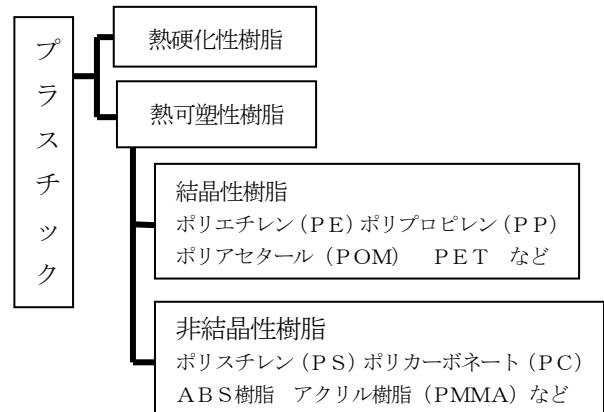 プラスチック
熱硬化性樹脂
熱可塑性樹脂
結晶性樹脂
ポリエチレン（ＰＥ）ポリプロピレン（ＰＰ）
ポリアセタール（ＰＯＭ）　ＰＥＴ　など
非結晶性樹脂
ポリスチレン（ＰＳ）ポリカーボネート（ＰＣ）
ＡＢＳ樹脂　アクリル樹脂（ＰＭＭＡ）など